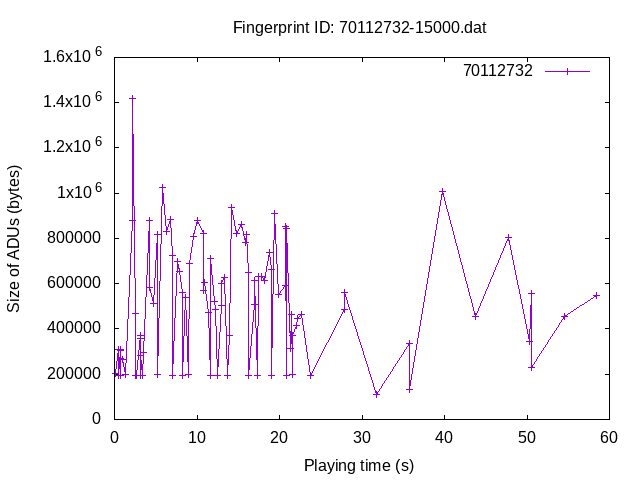 Fingerprint ID: 70112732-15000.dat
70112732
1.6x10^6
1.4x10^6
1.2x10^6
1x10^6
800000
600000
400000
200000
0
Size of ADUs (bytes)
0 10 20 30 40 50 60
Playing time (s)